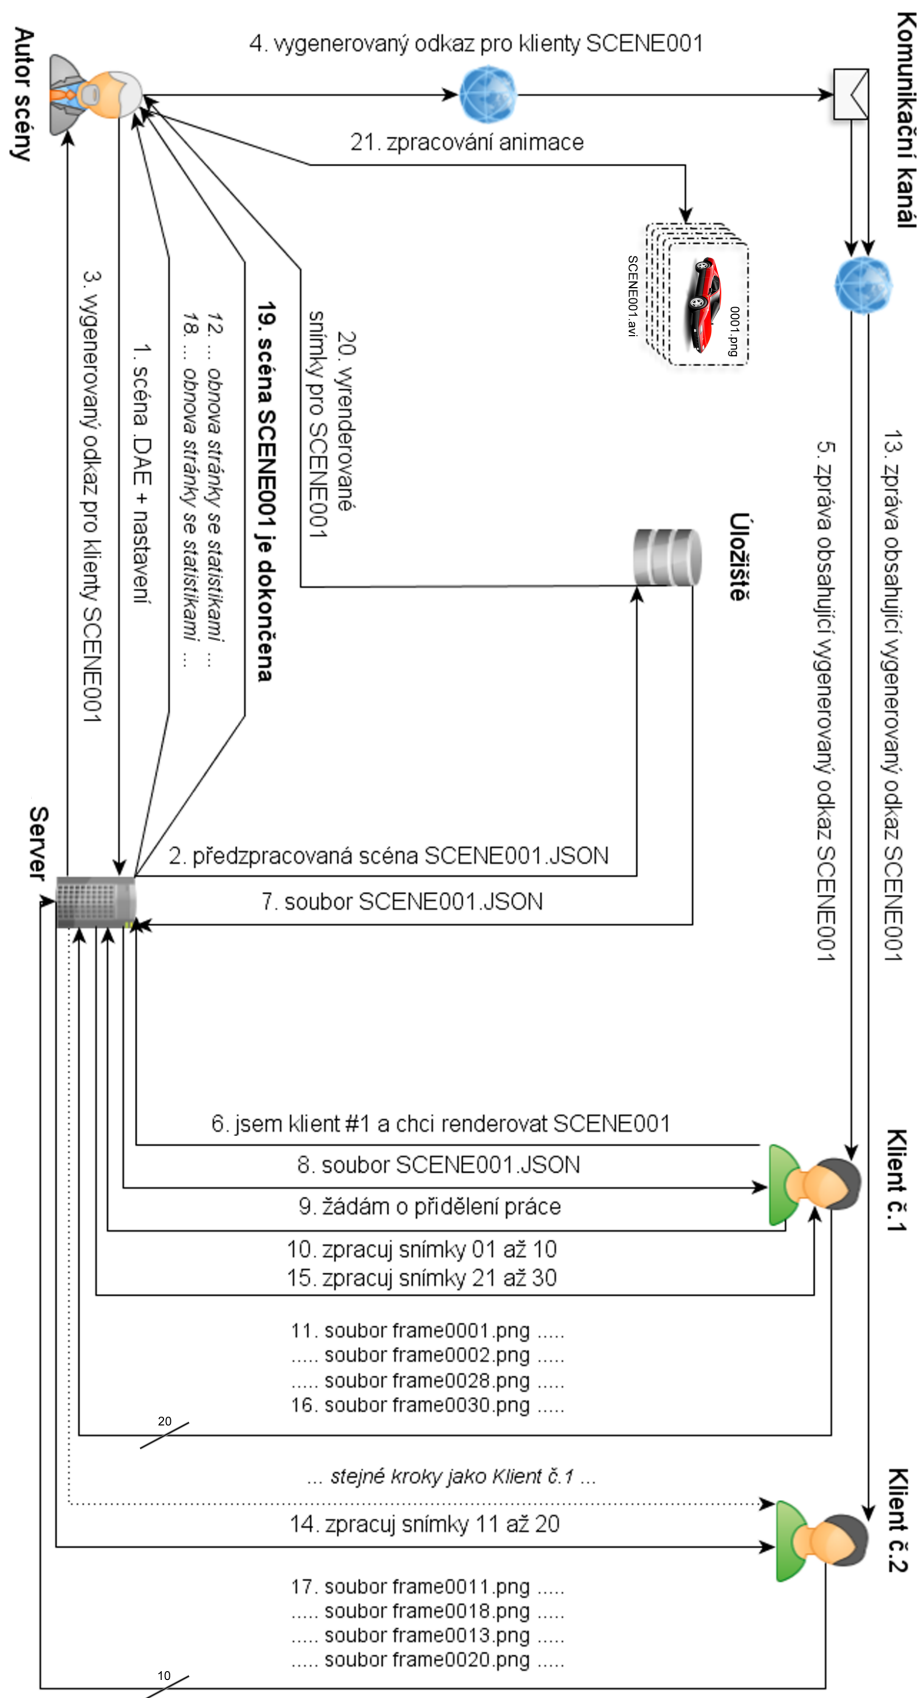 4. vygenerovaný odkaz pro klienty SCENE001
Autor scény
Komunikační kanál
21. zpracování animace
0001.png
SCENE001.avi
3. vygenerovaný odkaz pro klienty SCENE001
1. scéna .DAE + nastavení
12. ... obnova stránky se statistikami ...
18. ... obnova stránky se statistikami ...
19. scéna SCENE001 je dokončena
20. vyrenderované
snímky pro SCENE001
Úložiště
5. zpráva obsahující vygenerovaný odkaz SCENE001
13. zpráva obsahující vygenerovaný odkaz SCENE001
Server
2. předzpracovaná scéna SCENE001.JSON
7. soubor SCENE001.JSON
6. jsem klient #1 a chci renderovat SCENE001
8. soubor SCENE001.JSON
9. žádám o přidělení práce
Klient č.1
10. zpracuj snímky 01 až 10
15. zpracuj snímky 21 až 30
11. soubor frame0001.png .....
..... soubor frame0002.png .....
..... soubor frame0028.png .....
16. soubor frame0030.png .....
20
... stejné kroky jako Klient č.1 ...
14. zpracuj snímky 11 až 20
Klient č.2
17. soubor frame0011.png .....
..... soubor frame0018.png .....
..... soubor frame0013.png .....
..... soubor frame0020.png .....
10